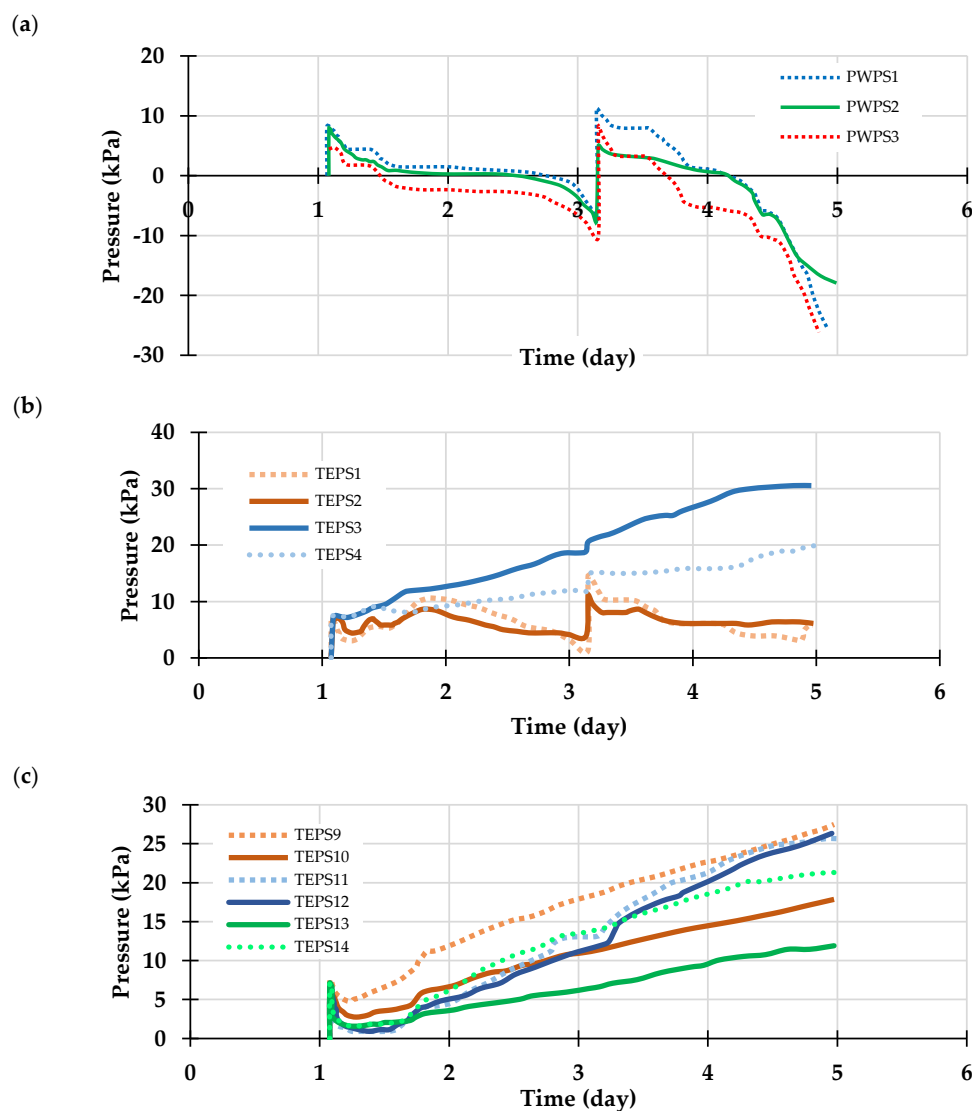 (a)
20
10
0
-10
-20
-30
Pressure (kPa)
0 1 2 3 4 5 6
Time (day)
PWPS1
PWPS2
PWPS3
(b)
40
30
20
10
0
Pressure (kPa)
TEPS1
TEPS2
TEPS3
TEPS4
0 1 2 3 4 5 6
Time (day)
(c)
30
25
20
15
10
5
0
Pressure (kPa)
TEPS9
TEPS10
TEPS11
TEPS12
TEPS13
TEPS14
0 1 2 3 4 5 6
Time (day)